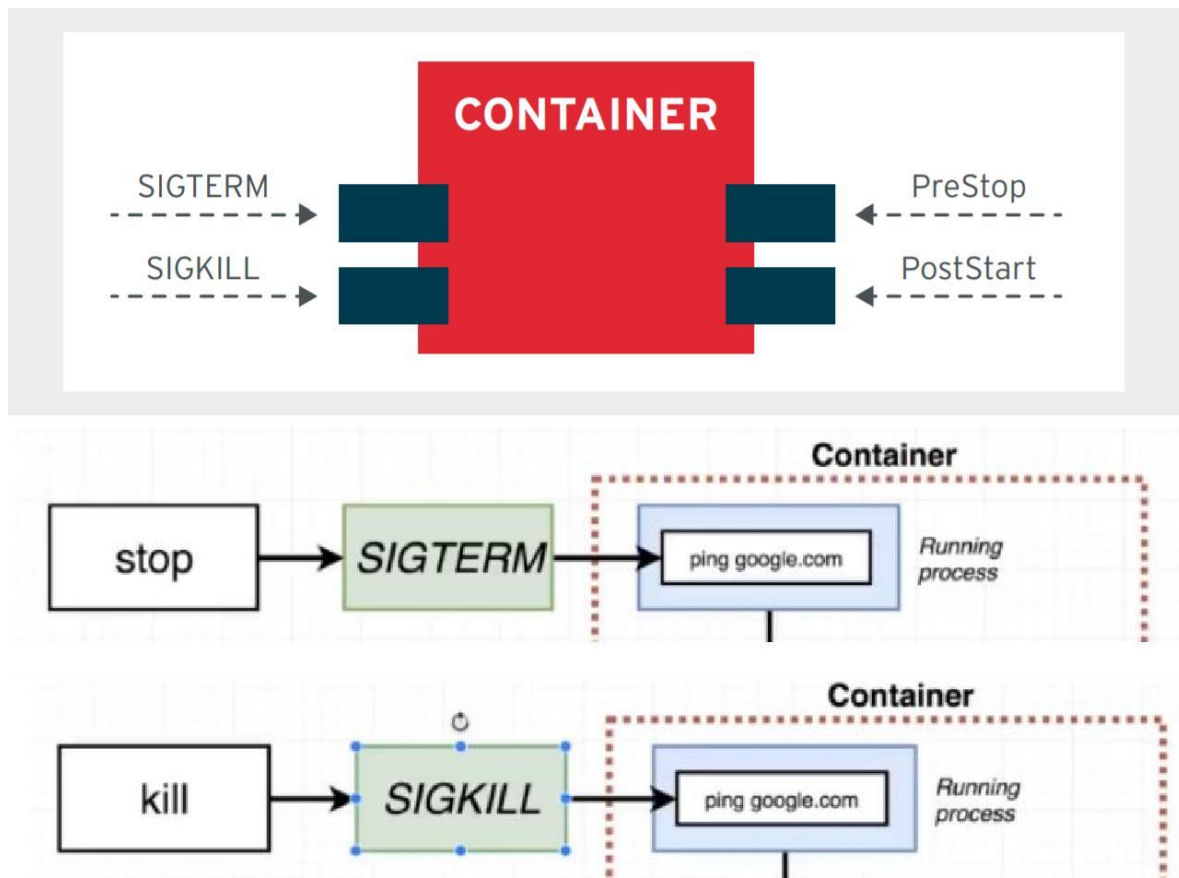 CONTAINER
SIGTERM
PreStop
SIGKILL
PostStart
Container
stop
SIGTERM
ping google.com
Running
process
Container
kill
SIGKILL
ping google.com
Running
process